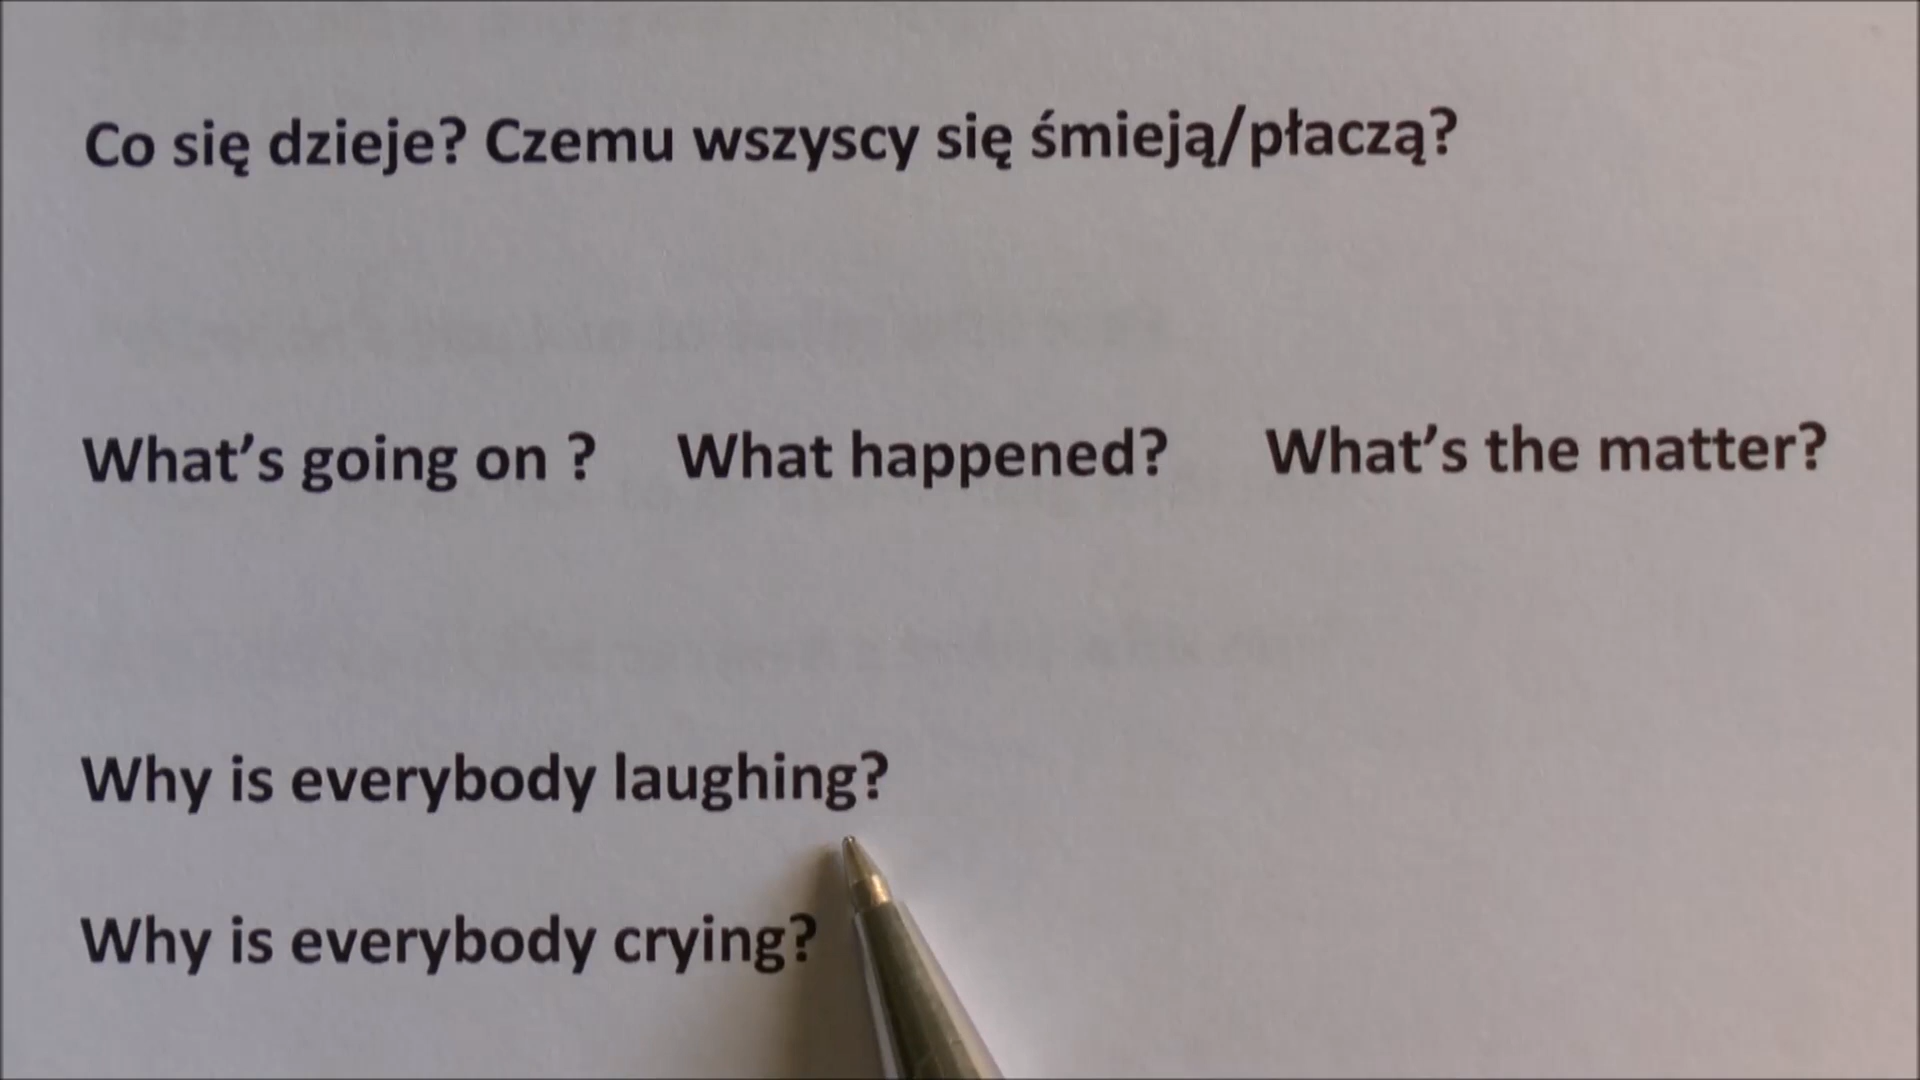 Co się dzieje? Czemu wszyscy się śmieją/płaczą?
What’s going on ? What happened? What’s the matter?
Why is everybody laughing?
Why is everybody crying?